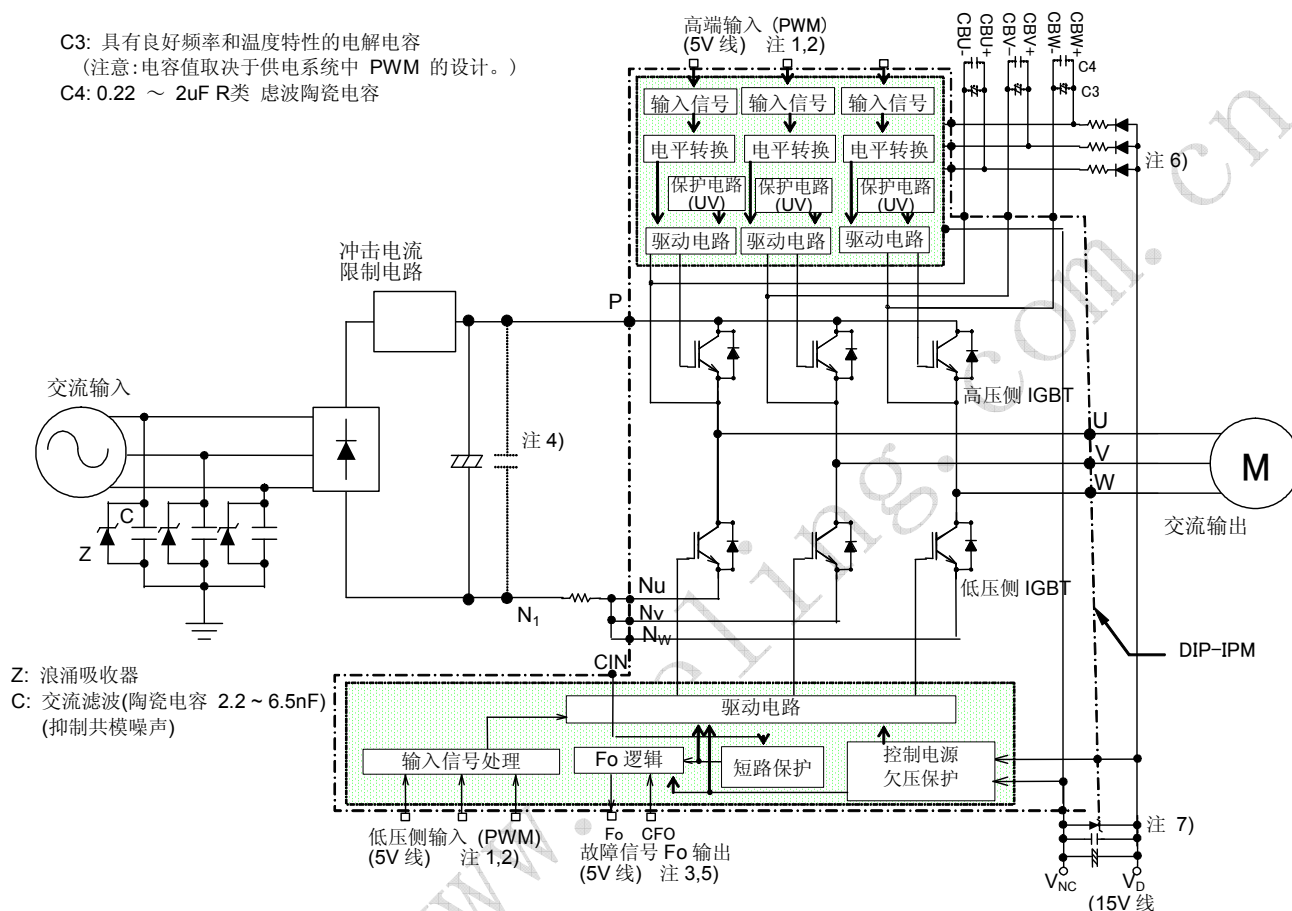 C3: 具有良好频率和温度特性的电解电容
(注意:电容值取决于供电系统中 PWM 的设计。)
C4: 0.22 ～ 2uF R类 虑波陶瓷电容
高端输入 (PWM)
(5V 线) 注 1,2)
CBU-
CBU+
CBV-
CBV+
CBW-
CBW+
C4
C3
输入信号
输入信号
输入信号
电平转换
电平转换
电平转换
注 6)
保护电路
(UV)
保护电路
(UV)
保护电路
(UV)
驱动电路
驱动电路
驱动电路
冲击电流
限制电路
P
交流输入
注 4)
高压侧 IGBT
U
V
W
M
交流输出
C
Z
Nu
Nv
NW
N1
低压侧 IGBT
DIP-IPM
CIN
Z: 浪涌吸收器
C: 交流滤波(陶瓷电容 2.2 ~ 6.5nF)
(抑制共模噪声)
驱动电路
输入信号处理
Fo 逻辑
短路保护
控制电源
欠压保护
低压侧输入 (PWM)
(5V 线) 注 1,2)
Fo CFO
故障信号 Fo 输出
(5V 线) 注 3,5)
注 7)
VNC
VD
(15V 线